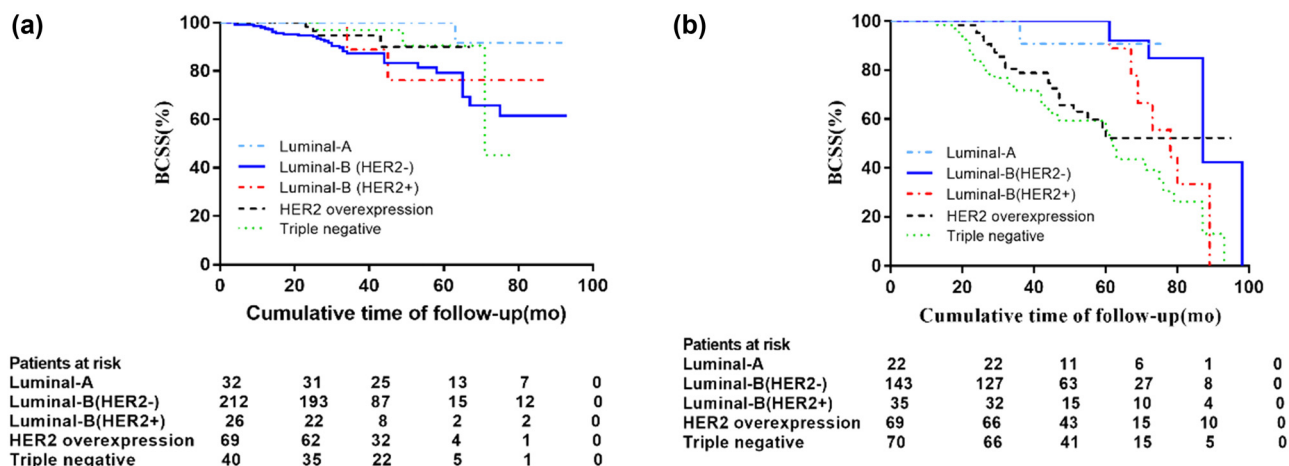 (a)
BCSS(%)
100
80
60
40
20
0
Luminal-A
Luminal-B (HER2-)
Luminal-B (HER2+)
HER2 overexpression
Triple negative
0 20 40 60 80 100
Cumulative time of follow-up(mo)
Patients at risk
Luminal-A 32 31 25 13 7 0
Luminal-B(HER2-) 212 193 87 15 12 0
Luminal-B(HER2+) 26 22 8 2 2 0
HER2 overexpression 69 62 32 4 1 0
Triple negative 40 35 22 5 1 0
(b)
BCSS(%)
100
80
60
40
20
0
Luminal-A
Luminal-B(HER2-)
Luminal-B(HER2+)
HER2 overexpression
Triple negative
0 20 40 60 80 100
Cumulative time of follow-up(mo)
Patients at risk
Luminal-A 22 22 11 6 1 0
Luminal-B(HER2-) 143 127 63 27 8 0
Luminal-B(HER2+) 35 32 15 10 4 0
HER2 overexpression 69 66 43 15 10 0
Triple negative 70 66 41 15 5 0